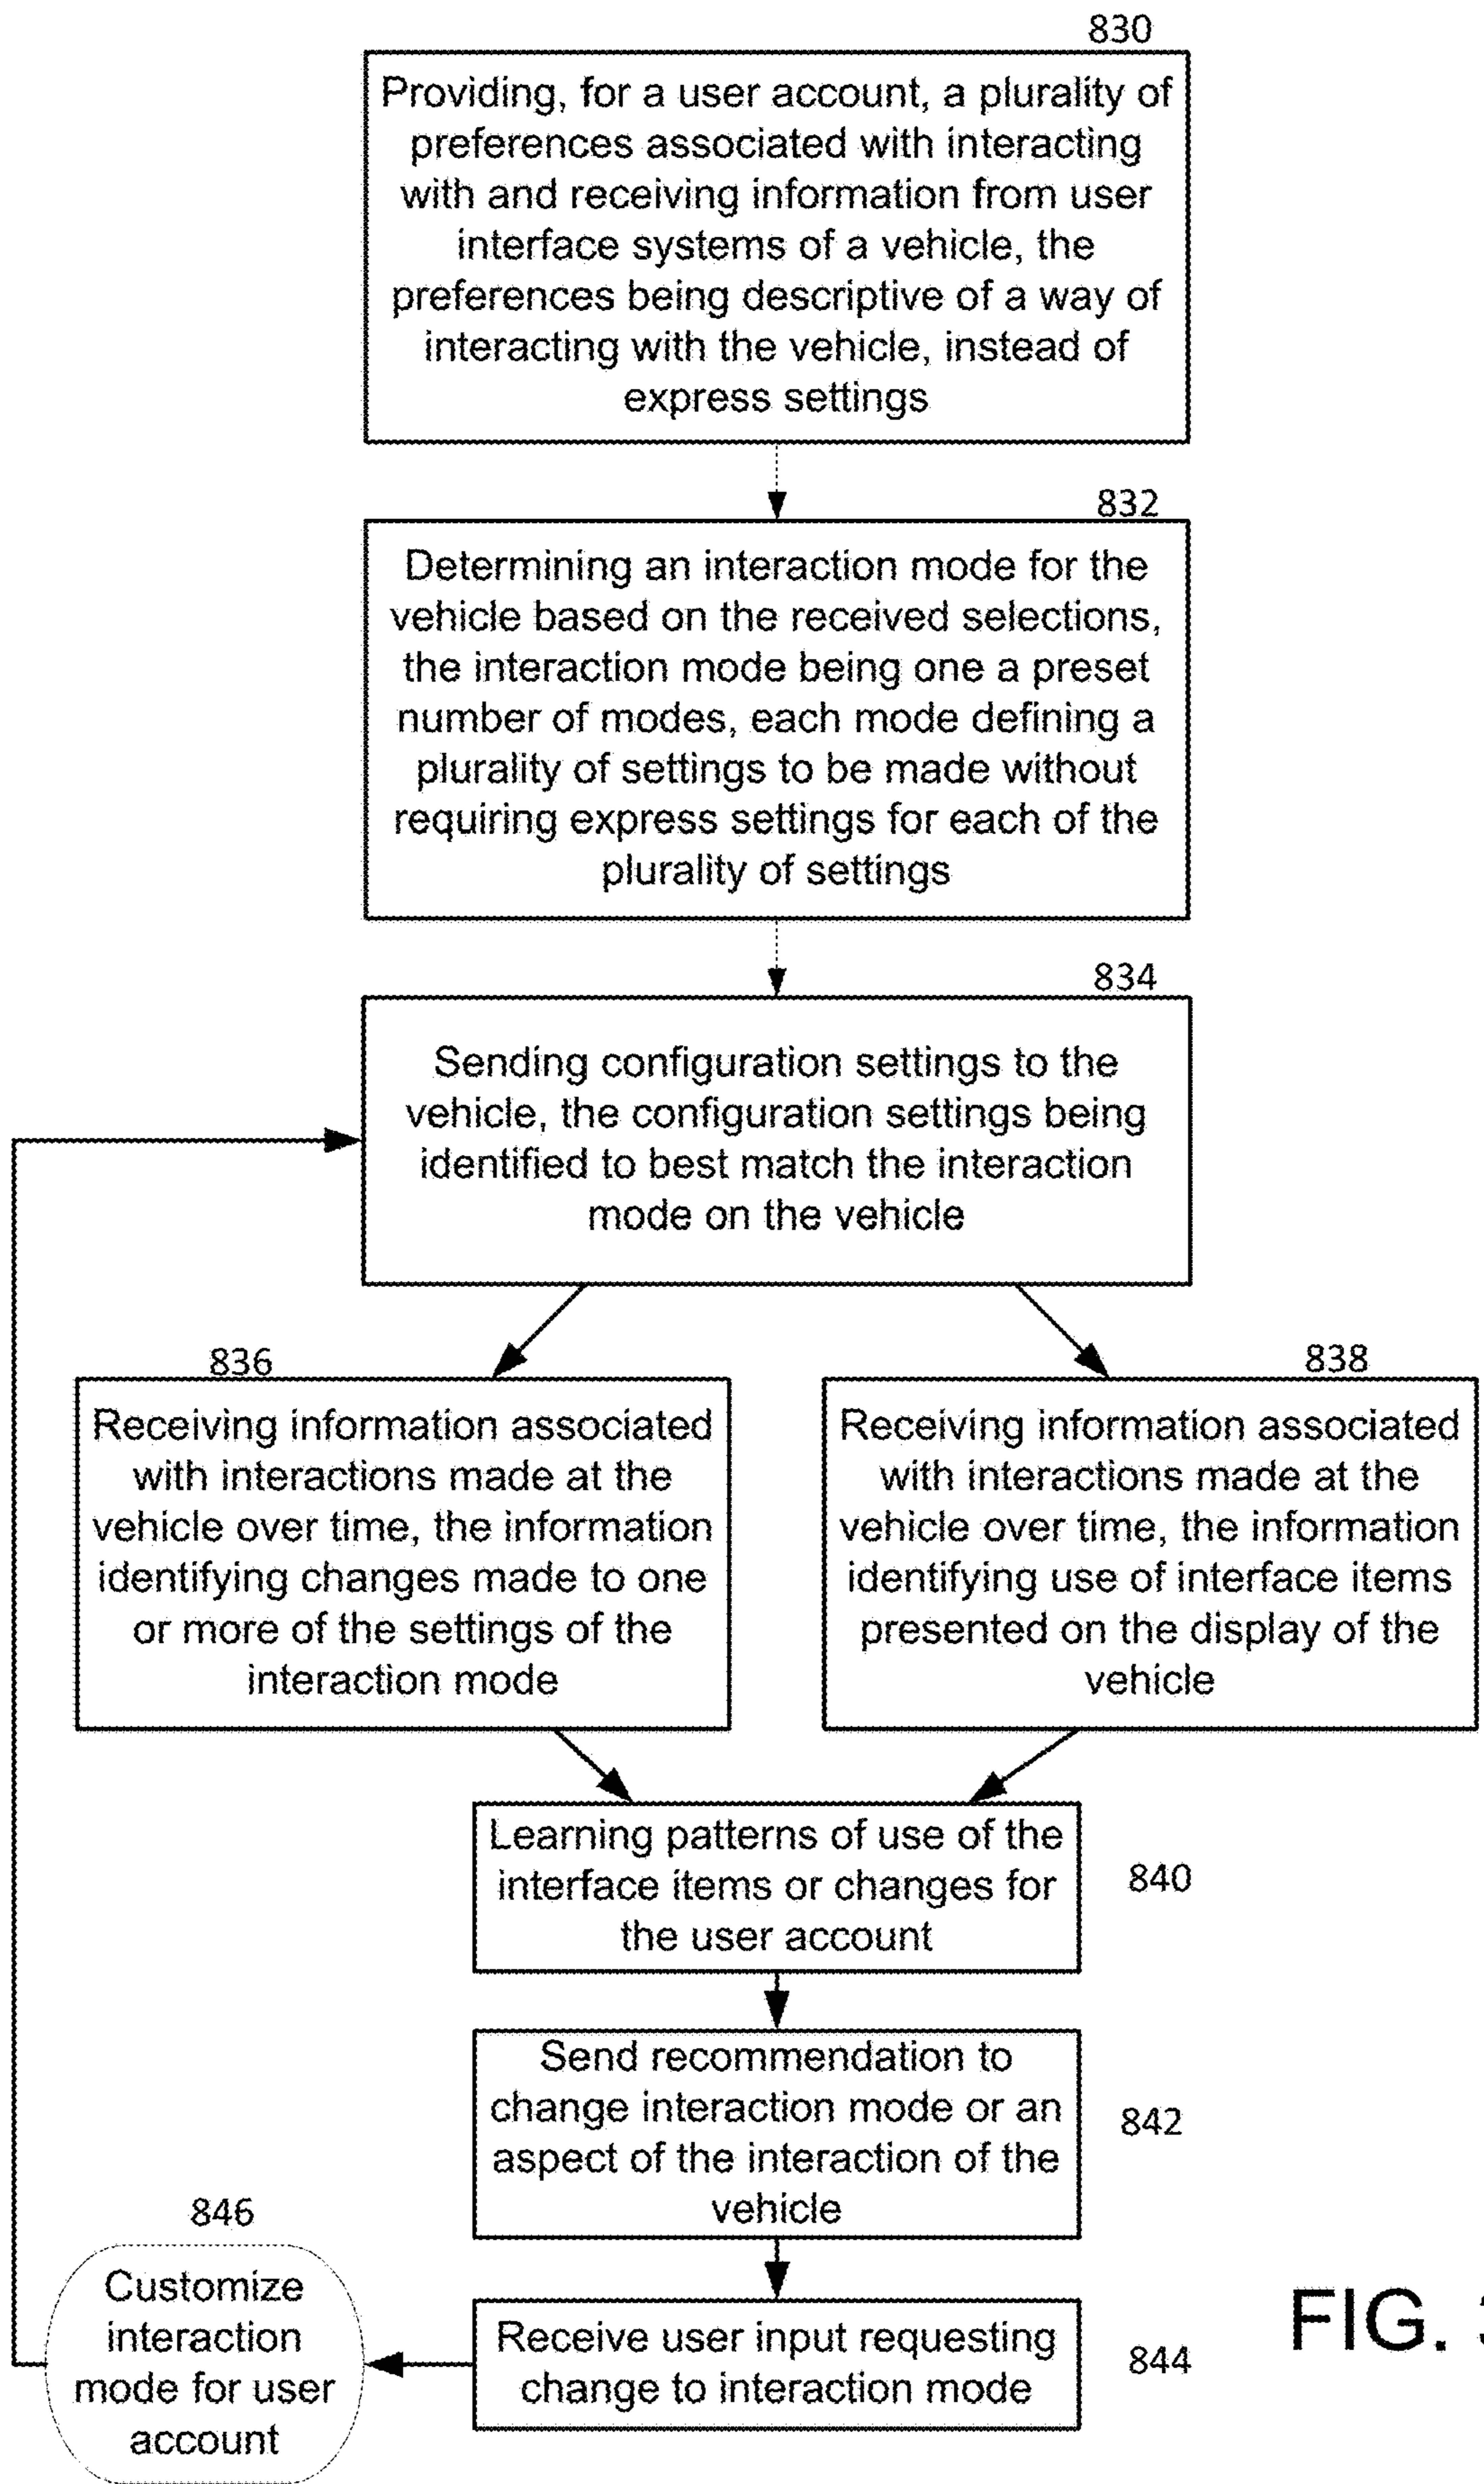 830
Providing, for a user account, a plurality of
preferences associated with interacting
with and receiving information from user
interface systems of a vehicle, the
preferences being descriptive of a way of
interacting with the vehicle, instead of
express settings
832
Determining an interaction mode for the
vehicle based on the received selections,
the interaction mode being one a preset
number of modes, each mode defining a
plurality of settings to be made without
requiring express settings for each of the
plurality of settings
834
Sending configuration settings to the
vehicle, the configuration settings being
identified to best match the interaction
mode on the vehicle
836
Receiving information associated
with interactions made at the
vehicle over time, the information
identifying changes made to one
or more of the settings of the
interaction mode
838
Receiving information associated
with interactions made at the
vehicle over time, the information
identifying use of interface items
presented on the display of the
vehicle
Learning patterns of use of the
interface items or changes for
the user account
840
Send recommendation to
change interaction mode or an
aspect of the interaction of the
vehicle
842
Receive user input requesting
change to interaction mode
844
846
Customize
interaction
mode for user
account
FIG.